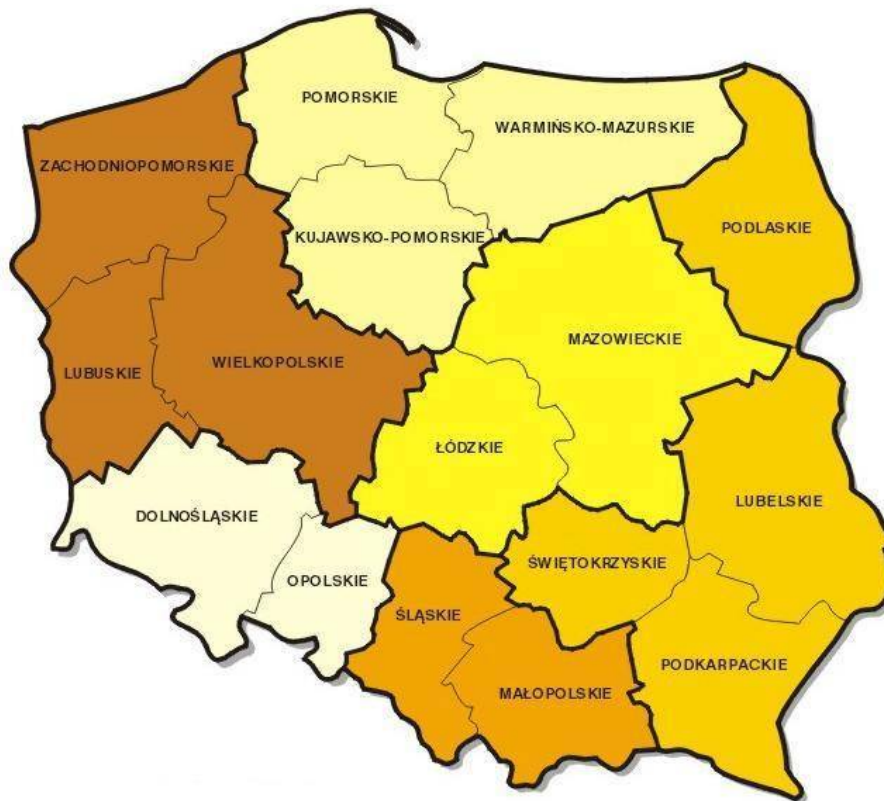 POMORSKIE
WARMIŃSKO-MAZURSKIE
ZACHODNIOPOMORSKIE
PODLASKIE
KUJAWSKO-POMORSKIE
MAZOWIECKIE
WIELKOPOLSKIE
LUBUSKIE
ŁÓDZKIE
LUBELSKIE
DOLNOŚLĄSKIE
ŚWIĘTOKRZYSKIE
OPOLSKIE
ŚLĄSKIE
PODKARPACKIE
MAŁOPOLSKIE